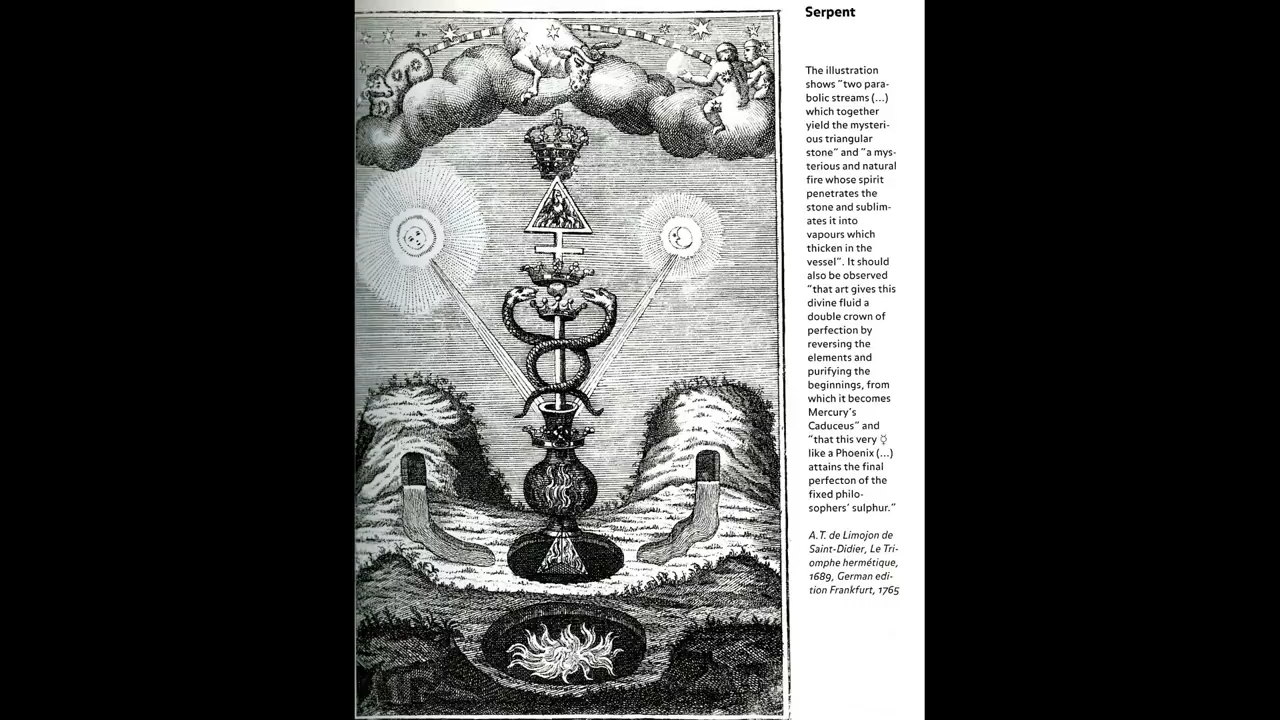 Serpent
The illustration
shows "two para-
bolic streams (...)
which together
yield the mysteri-
ous triangular
stone" and "a mys-
terious and natural
fire whose spirit
penetrates the
stone and sublim-
ates it into
vapours which
thicken in the
vessel". It should
also be observed
"that art gives this
divine fluid a
double crown of
perfection by
reversing the
elements and
purifying the
beginnings, from
which it becomes
Mercury's
Caduceus" and
"that this very ☿
like a Phoenix (...)
attains the final
perfecton of the
fixed philo-
sophers' sulphur."
A.T. de Limojon de
Saint-Didier, Le Tri-
omphe hermétique,
1689, German edi-
tion Frankfurt, 1765